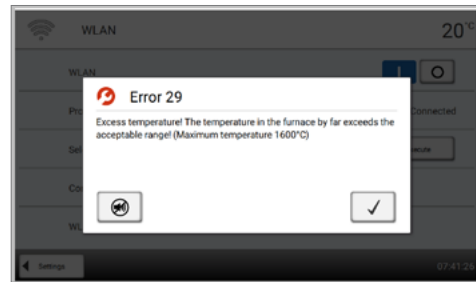 WLAN
20°C
WLAN
I O
Error 29
Pro
Connected
Excess temperature! The temperature in the furnace by far exceeds the
acceptable range! (Maximum temperature 1600°C)
Sel
ecute
Co
WL
Settings
07:41:26